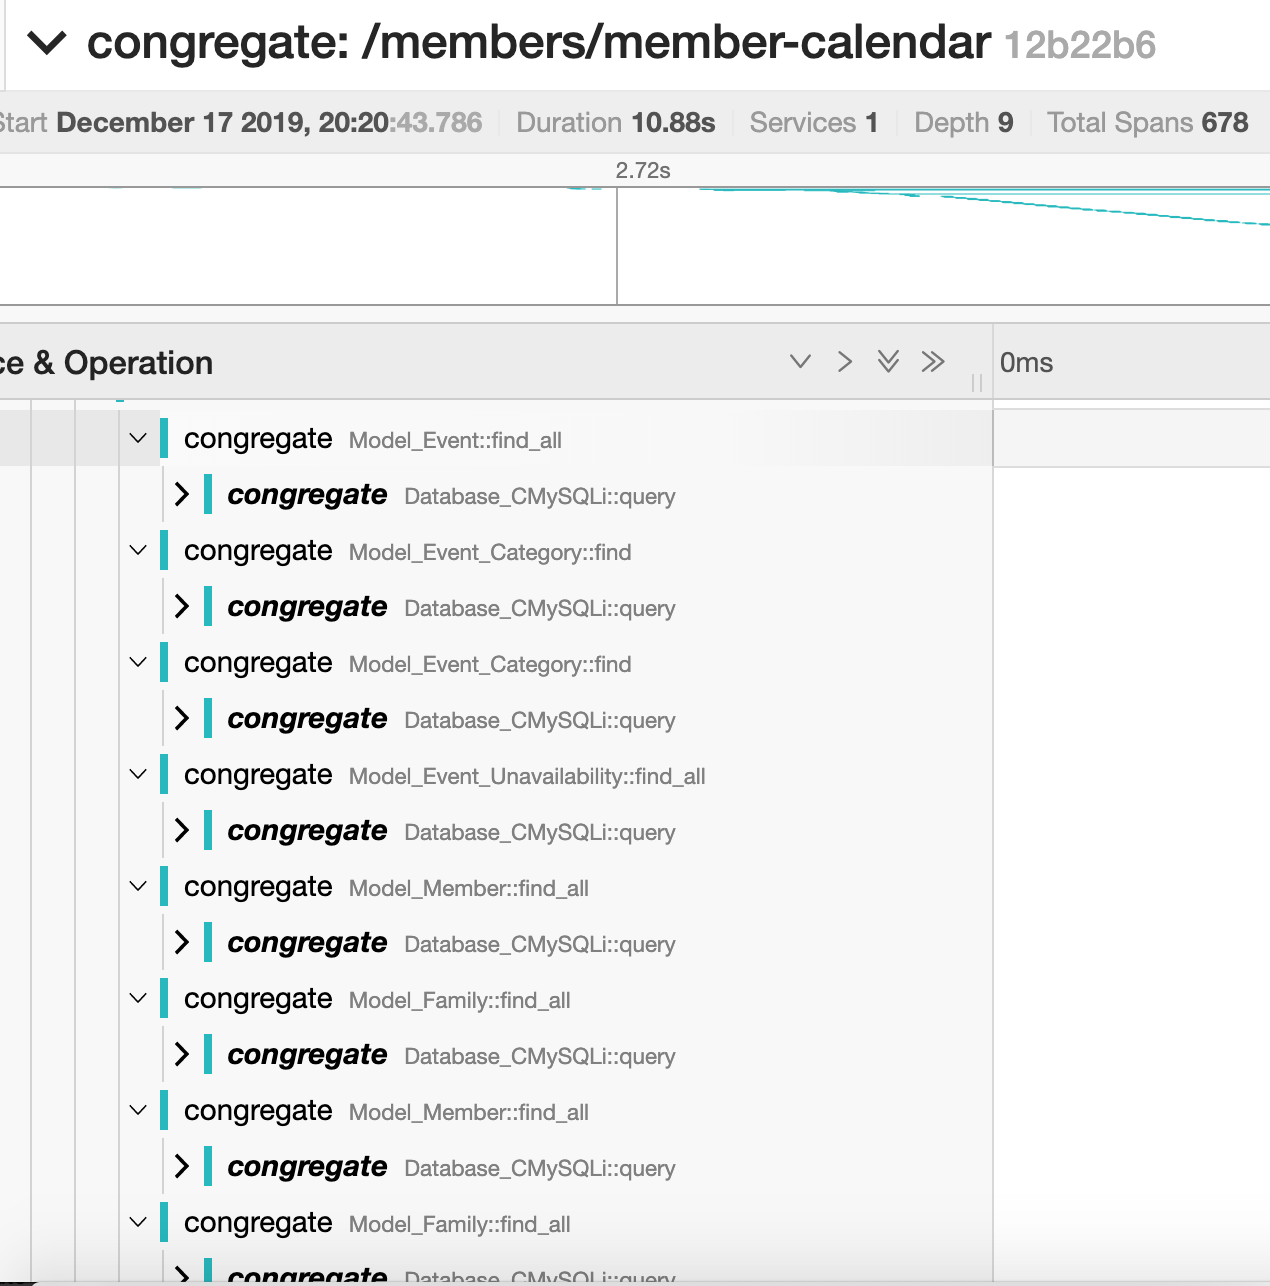 congregate: /members/member-calendar 12b22b6
Start December 17 2019, 20:20:43.786 Duration 10.88s Services 1 Depth 9 Total Spans 678
2.72s
ce & Operation 0ms
congregate Model_Event::find_all
congregate Database_CMySQLi::query
congregate Model_Event_Category::find
congregate Database_CMySQLi::query
congregate Model_Event_Category::find
congregate Database_CMySQLi::query
congregate Model_Event_Unavailability::find_all
congregate Database_CMySQLi::query
congregate Model_Member::find_all
congregate Database_CMySQLi::query
congregate Model_Family::find_all
congregate Database_CMySQLi::query
congregate Model_Member::find_all
congregate Database_CMySQLi::query
congregate Model_Family::find_all
congregate Database_CMySQLi::query